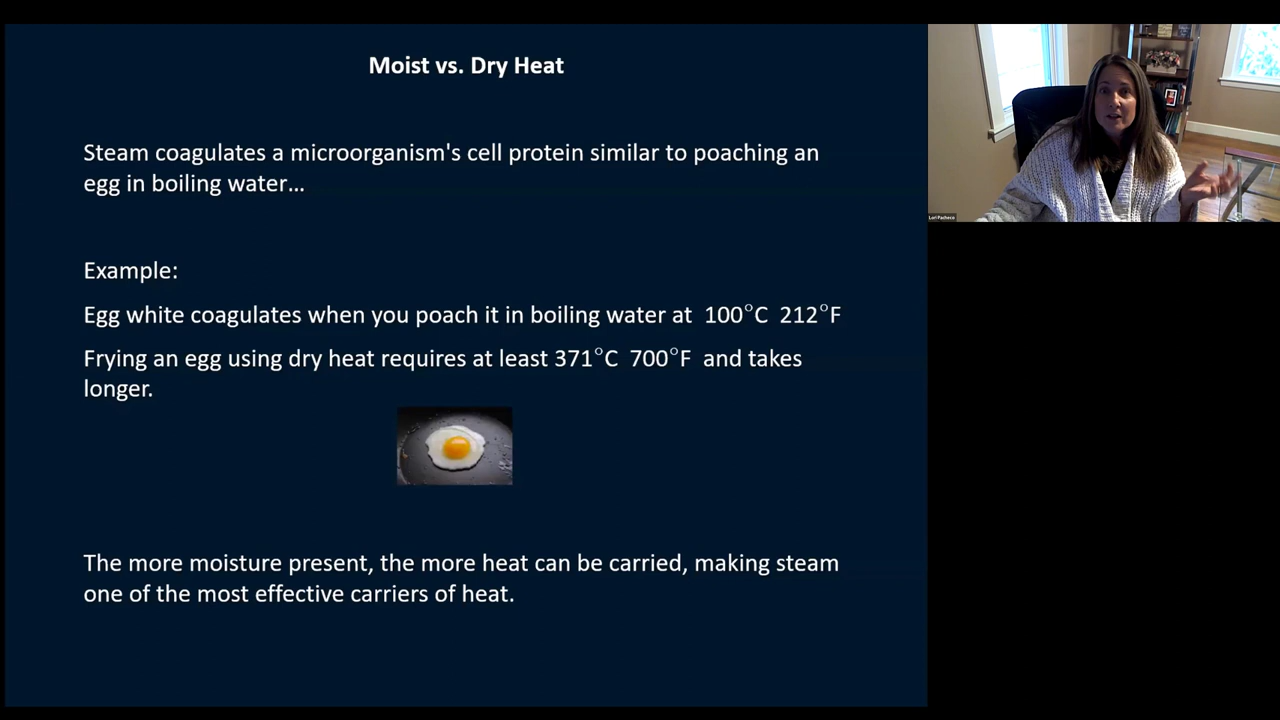 Moist vs. Dry Heat
Steam coagulates a microorganism's cell protein similar to poaching an
egg in boiling water...
Example:
Egg white coagulates when you poach it in boiling water at 100°C 212°F
Frying an egg using dry heat requires at least 371°C 700°F and takes
longer.
The more moisture present, the more heat can be carried, making steam
one of the most effective carriers of heat.
Lori Pacheco